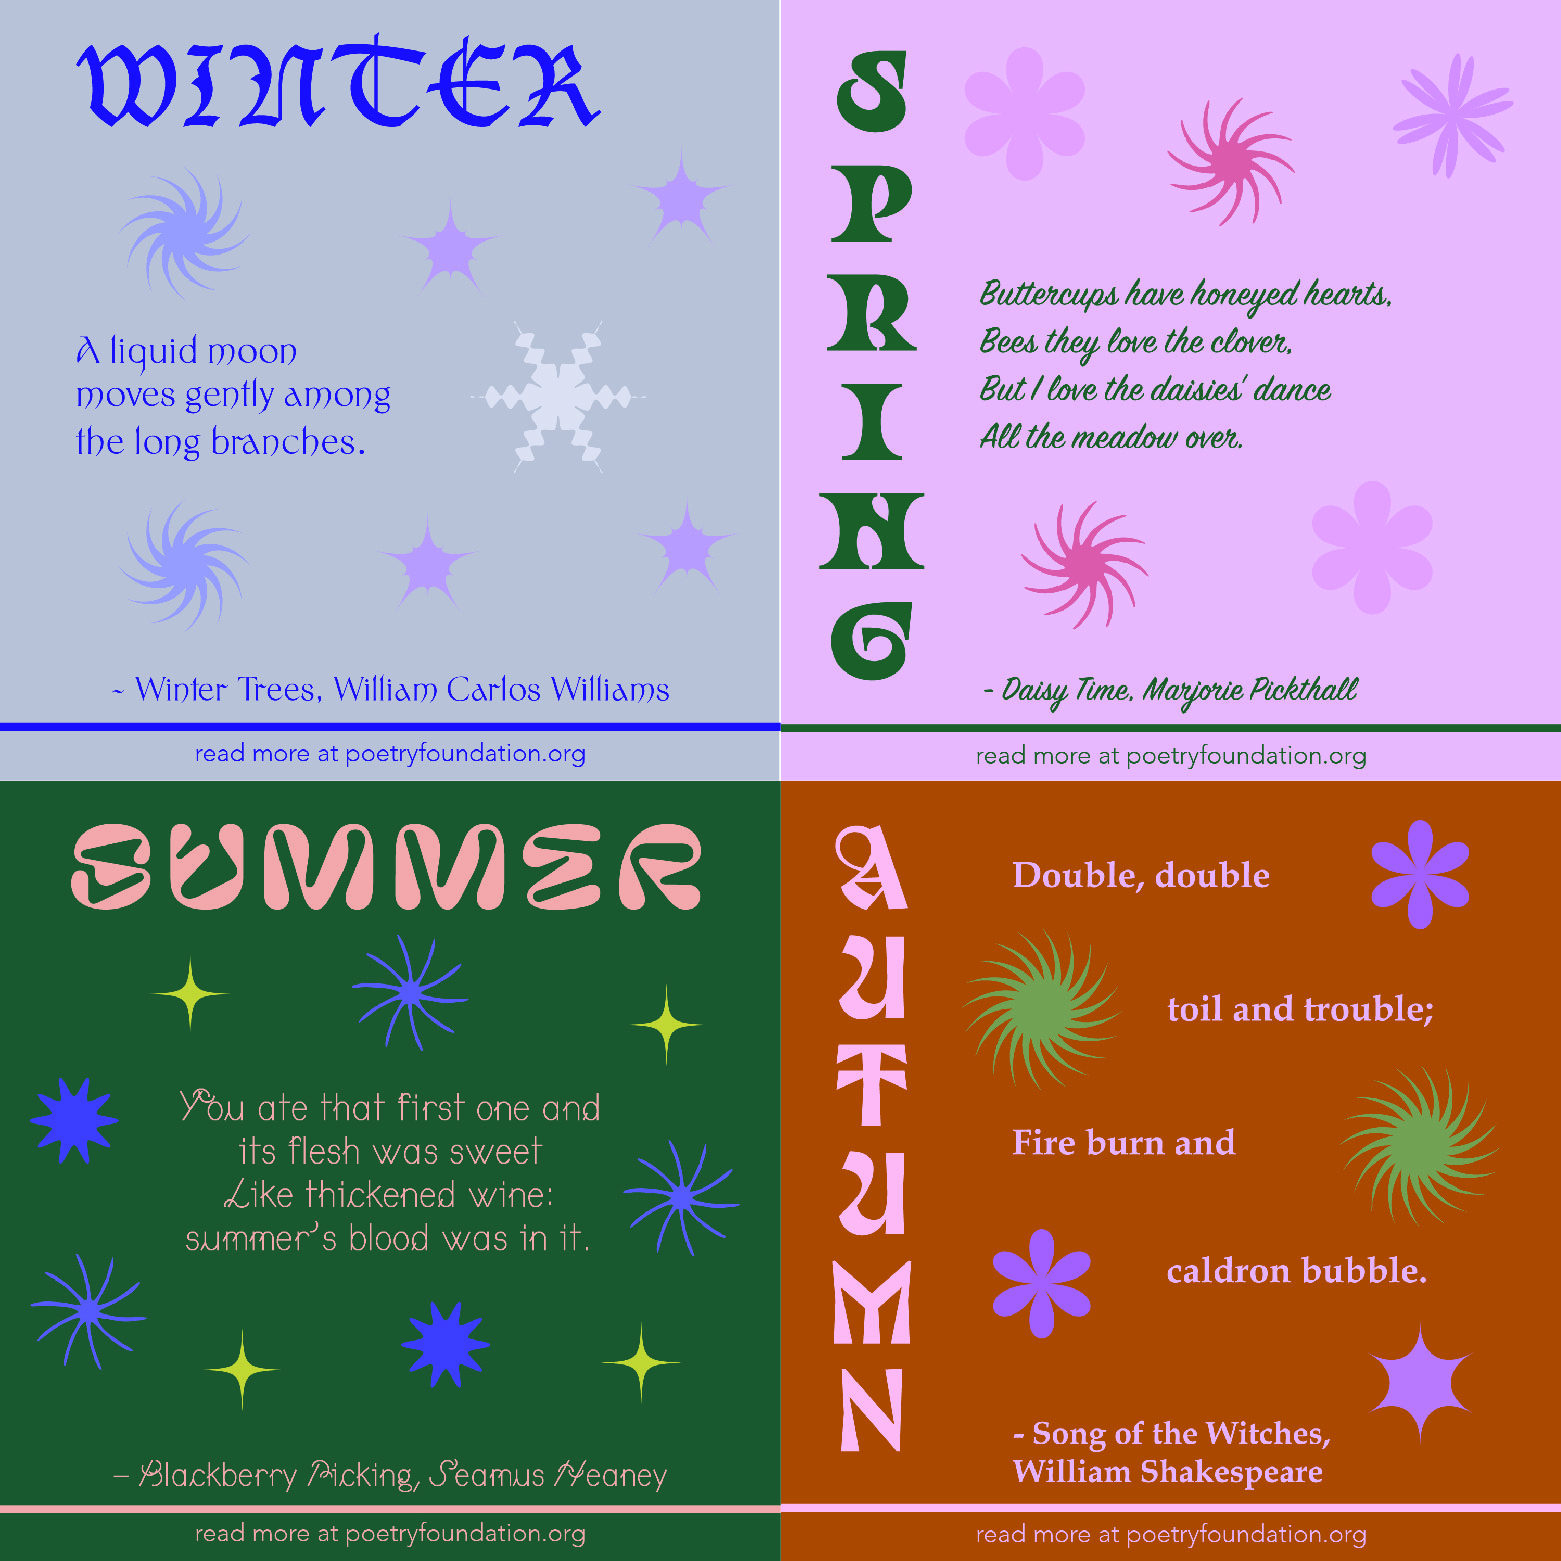 WINTER
A liquid moon
moves gently among
the long branches.
~ Winter Trees, William Carlos Williams
read more at poetryfoundation.org
SPRING
Buttercups have honeyed hearts,
Bees they love the clover,
But I love the daisies' dance
All the meadow over.
- Daisy Time, Marjorie Pickthall
read more at poetryfoundation.org
SUMMER
You ate that first one and
its flesh was sweet
Like thickened wine:
summer's blood was in it.
– Blackberry Picking, Seamus Heaney
read more at poetryfoundation.org
AUTUMN
Double, double
toil and trouble;
Fire burn and
caldron bubble.
- Song of the Witches,
William Shakespeare
read more at poetryfoundation.org